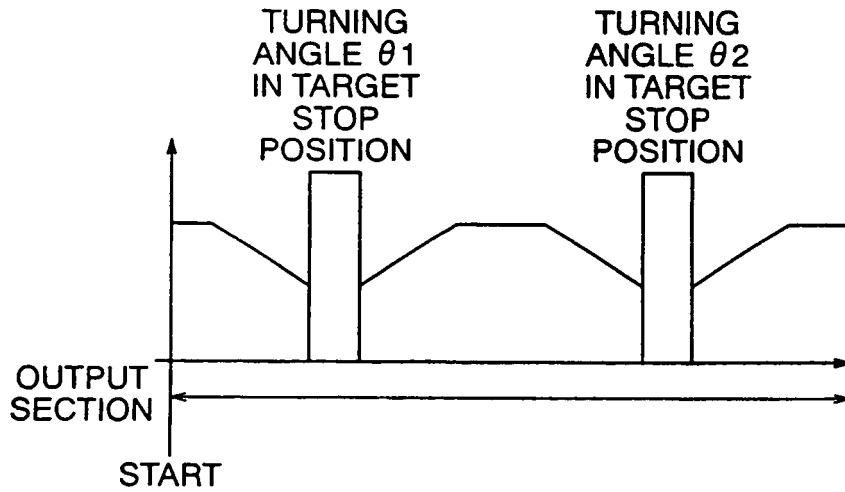 TURNING
ANGLE θ1
IN TARGET
STOP
POSITION
TURNING
ANGLE θ2
IN TARGET
STOP
POSITION
OUTPUT
SECTION
START